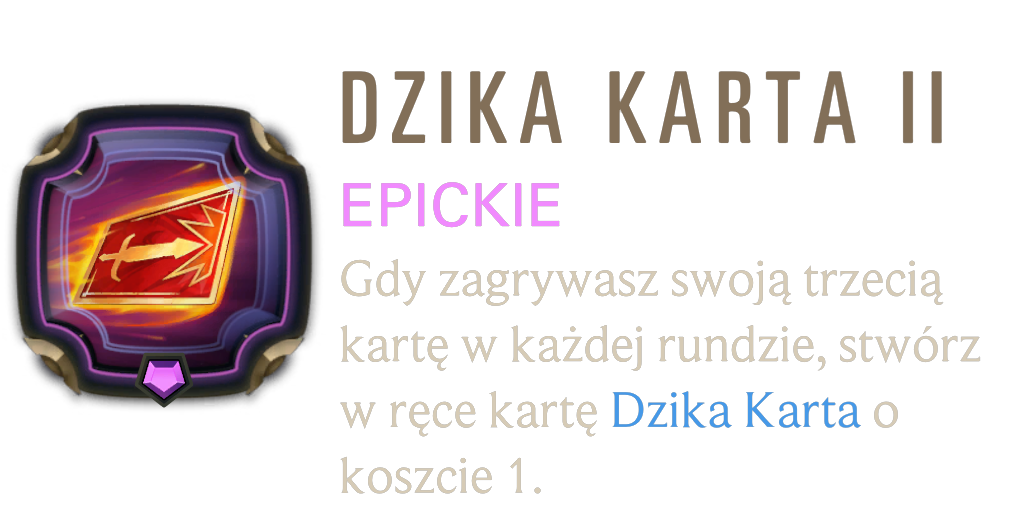 DZIKA KARTA II
EPICKIE
Gdy zagrywasz swoją trzecią
kartę w każdej rundzie, stwórz
w ręce kartę Dzika Karta o
koszcie 1.